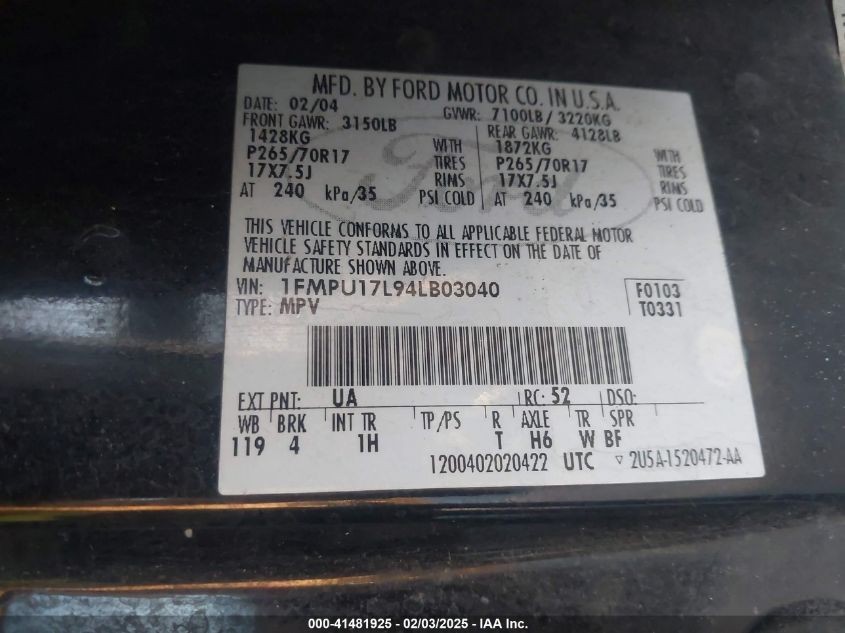 MFD. BY FORD MOTOR CO. IN U.S.A.
DATE: 02/04 GVWR: 7100LB/ 3220KG
FRONT GAWR: 3150LB REAR GAWR: 4128LB
1428KG WITH 1872KG WITH
P265/70R17 TIRES P265/70R17 TIRES
17X7.5J RIMS 17X7.5J RIMS
AT 240 kPa/35 PSI COLD AT 240 kPa/35 PSI COLD
Ford
THIS VEHICLE CONFORMS TO ALL APPLICABLE FEDERAL MOTOR
VEHICLE SAFETY STANDARDS IN EFFECT ON THE DATE OF
MANUFACTURE SHOWN ABOVE.
VIN: 1FMPU17L94LB03040 F0103
TYPE: MPV T0331
EXT PNT: UA RC: 52 DSO:
WB BRK INT TR TP/PS R AXLE TR SPR
119 4 1H T H6 W BF
1200402020422 UTC ▽ 2U5A-1520472-AA
000-41481925 - 02/03/2025 - IAA Inc.